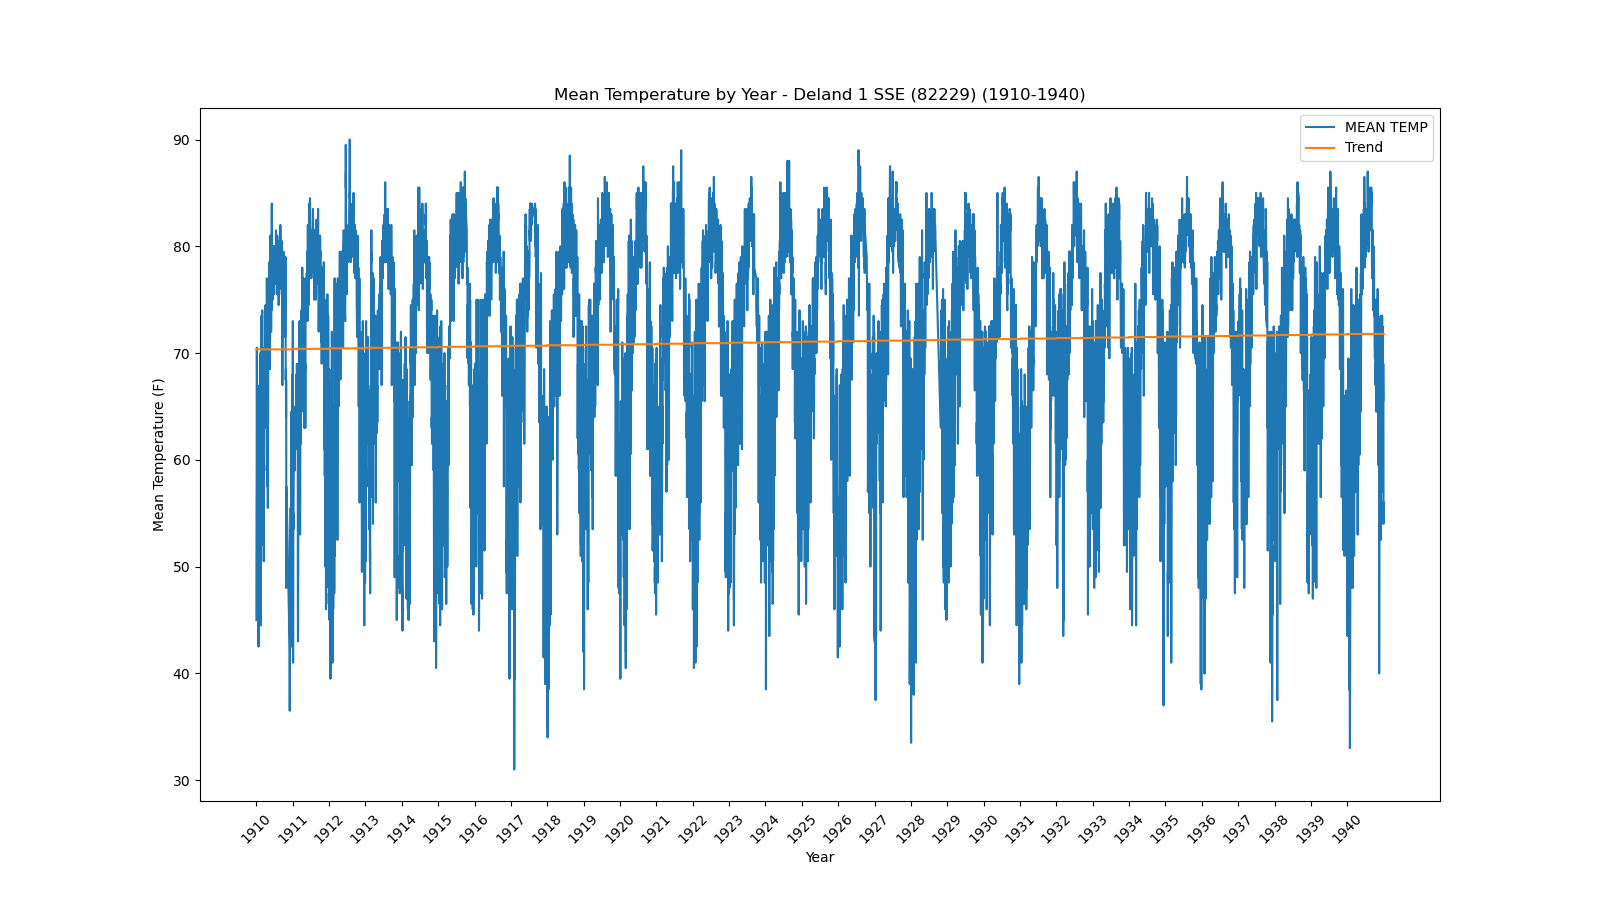 Mean Temperature by Year - Deland 1 SSE (82229) (1910-1940)
MEAN TEMP
Trend
90
80
70
60
50
40
30
Mean Temperature (F)
1910 1911 1912 1913 1914 1915 1916 1917 1918 1919 1920 1921 1922 1923 1924 1925 1926 1927 1928 1929 1930 1931 1932 1933 1934 1935 1936 1937 1938 1939 1940
Year